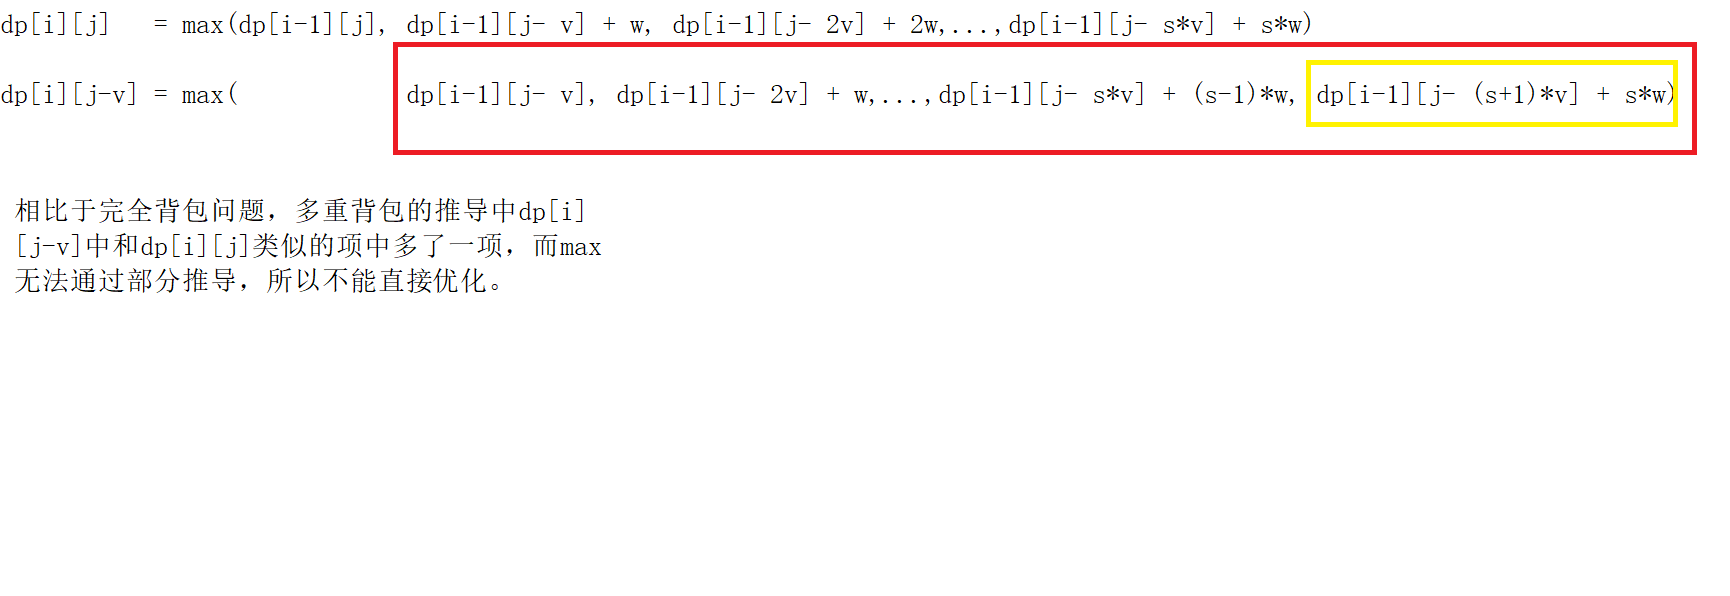 dp[i][j]   = max(dp[i-1][j], dp[i-1][j- v] + w, dp[i-1][j- 2v] + 2w,...,dp[i-1][j- s*v] + s*w)
dp[i][j-v] = max(            dp[i-1][j- v], dp[i-1][j- 2v] + w,...,dp[i-1][j- s*v] + (s-1)*w, dp[i-1][j- (s+1)*v] + s*w)
相比于完全背包问题，多重背包的推导中dp[i]
[j-v]中和dp[i][j]类似的项中多了一项，而max
无法通过部分推导，所以不能直接优化。